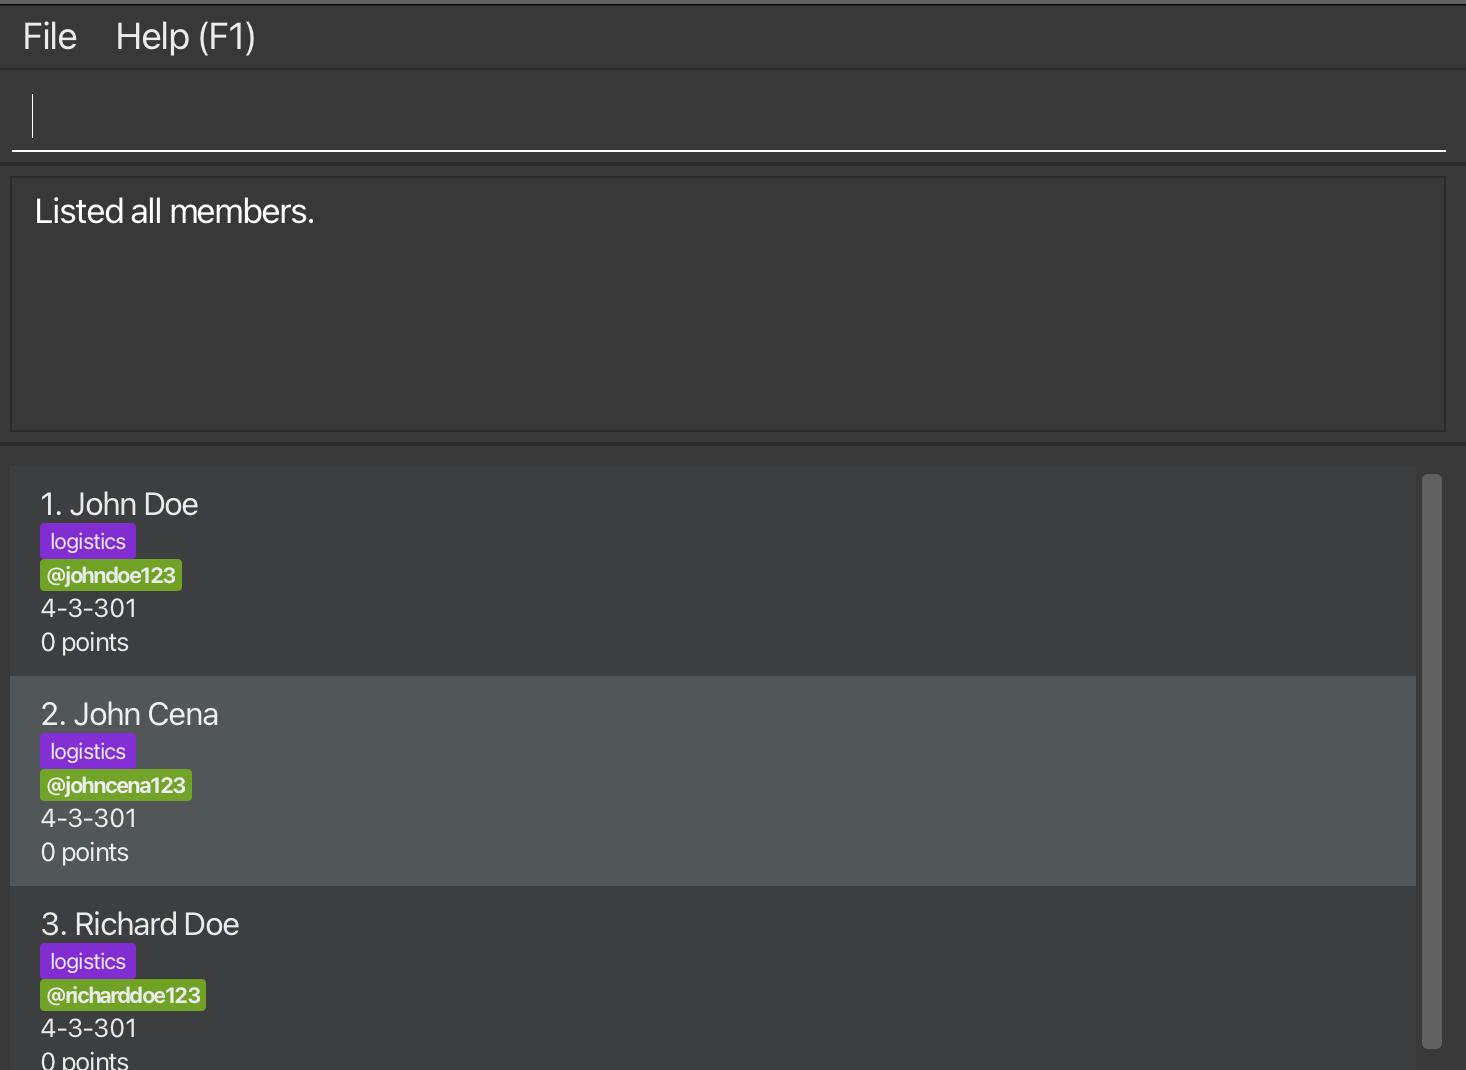 File Help (F1)
Listed all members.
1. John Doe
logistics
@johndoe123
4-3-301
0 points
2. John Cena
logistics
@johncena123
4-3-301
0 points
3. Richard Doe
logistics
@richarddoe123
4-3-301
0 points